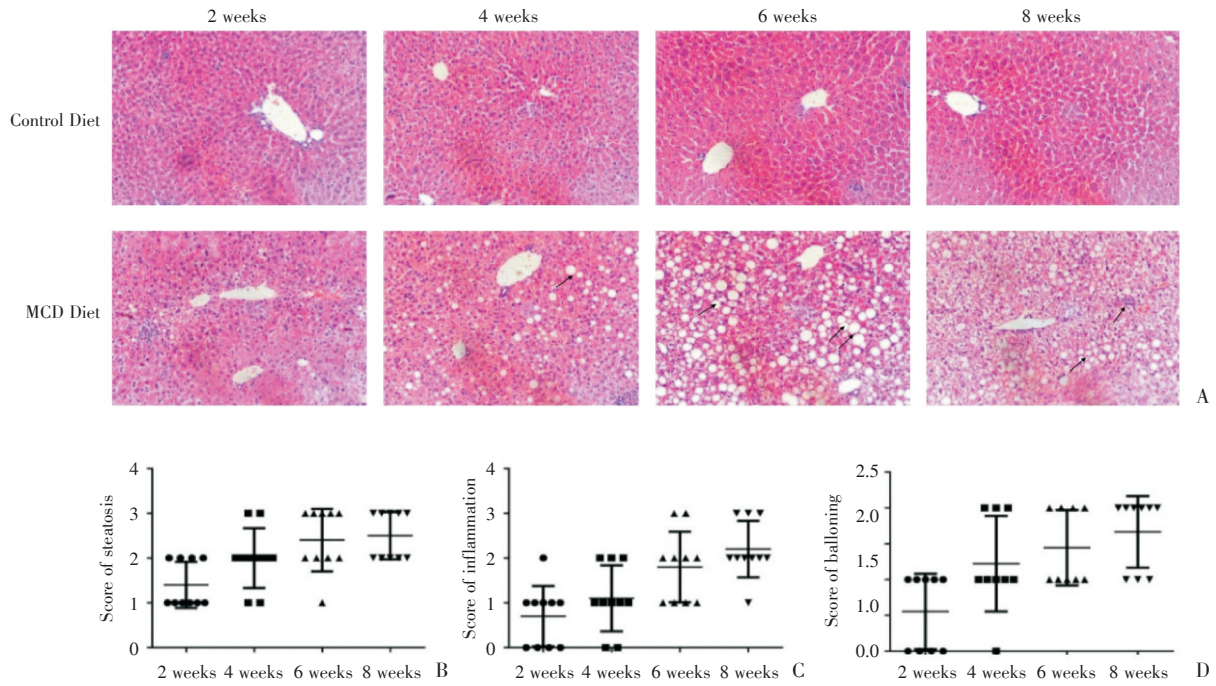 2 weeks 4 weeks 6 weeks 8 weeks
Control Diet
MCD Diet
A
Score of steatosis
4
3
2
1
0
2 weeks 4 weeks 6 weeks 8 weeks
B
Score of inflammation
4
3
2
1
0
2 weeks 4 weeks 6 weeks 8 weeks
C
Score of balloning
2.5
2.0
1.5
1.0
0.0
2 weeks 4 weeks 6 weeks 8 weeks
D